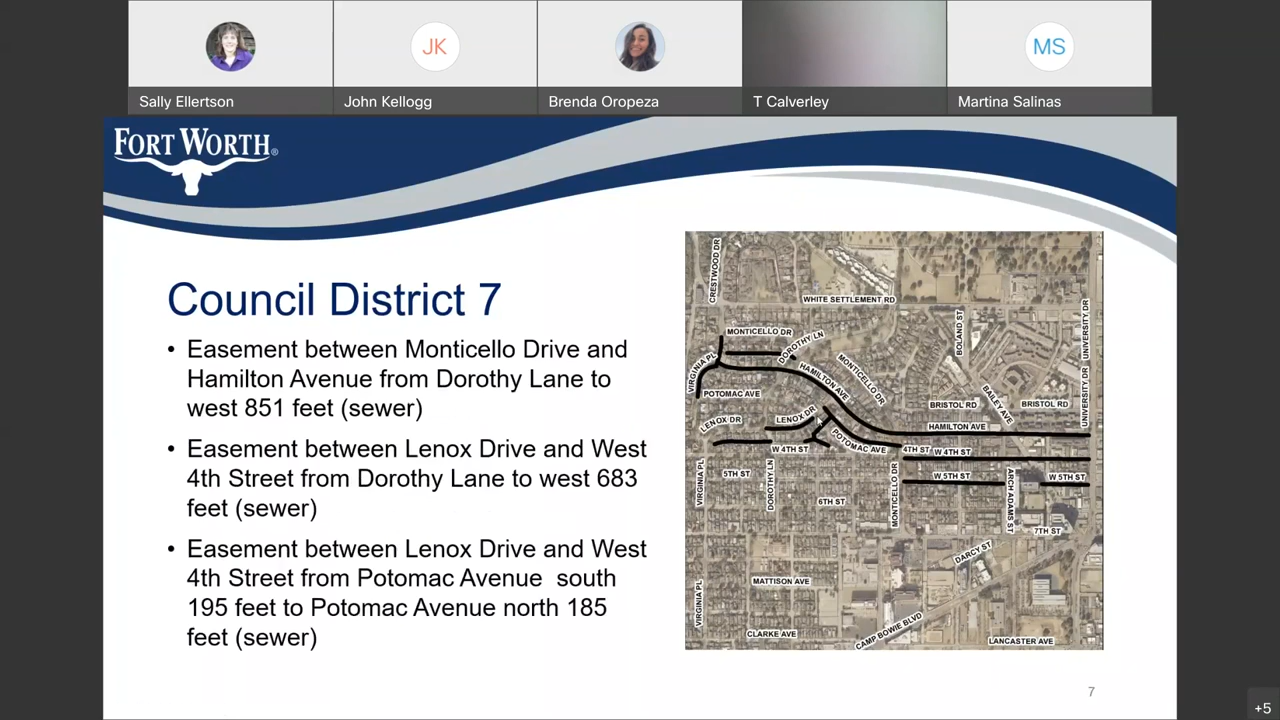 JK
MS
Sally Ellertson
John Kellogg
Brenda Oropeza
T Calverley
Martina Salinas
FORT WORTH®
Council District 7
• Easement between Monticello Drive and
Hamilton Avenue from Dorothy Lane to
west 851 feet (sewer)
• Easement between Lenox Drive and West
4th Street from Dorothy Lane to west 683
feet (sewer)
• Easement between Lenox Drive and West
4th Street from Potomac Avenue south
195 feet to Potomac Avenue north 185
feet (sewer)
CRESTWOOD DR
WHITE SETTLEMENT RD
UNIVERSITY DR
BOLAND ST
MONTICELLO DR
DOROTHY LN
VIRGINIA PL
HAMILTON AVE
MONTICELLO DR
UNIVERSITY DR
POTOMAC AVE
BAILEY AVE
BRISTOL RD
BRISTOL RD
LENOX DR
LENOX DR
HAMILTON AVE
POTOMAC AVE
W 4TH ST
4TH ST
W 4TH ST
VIRGINIA PL
5TH ST
DOROTHY LN
MONTICELLO DR
W 5TH ST
ARCH ADAMS ST
W 5TH ST
6TH ST
7TH ST
DARCY ST
MATTISON AVE
VIRGINIA PL
CLARKE AVE
CAMP BOWIE BLVD
LANCASTER AVE
7
+5